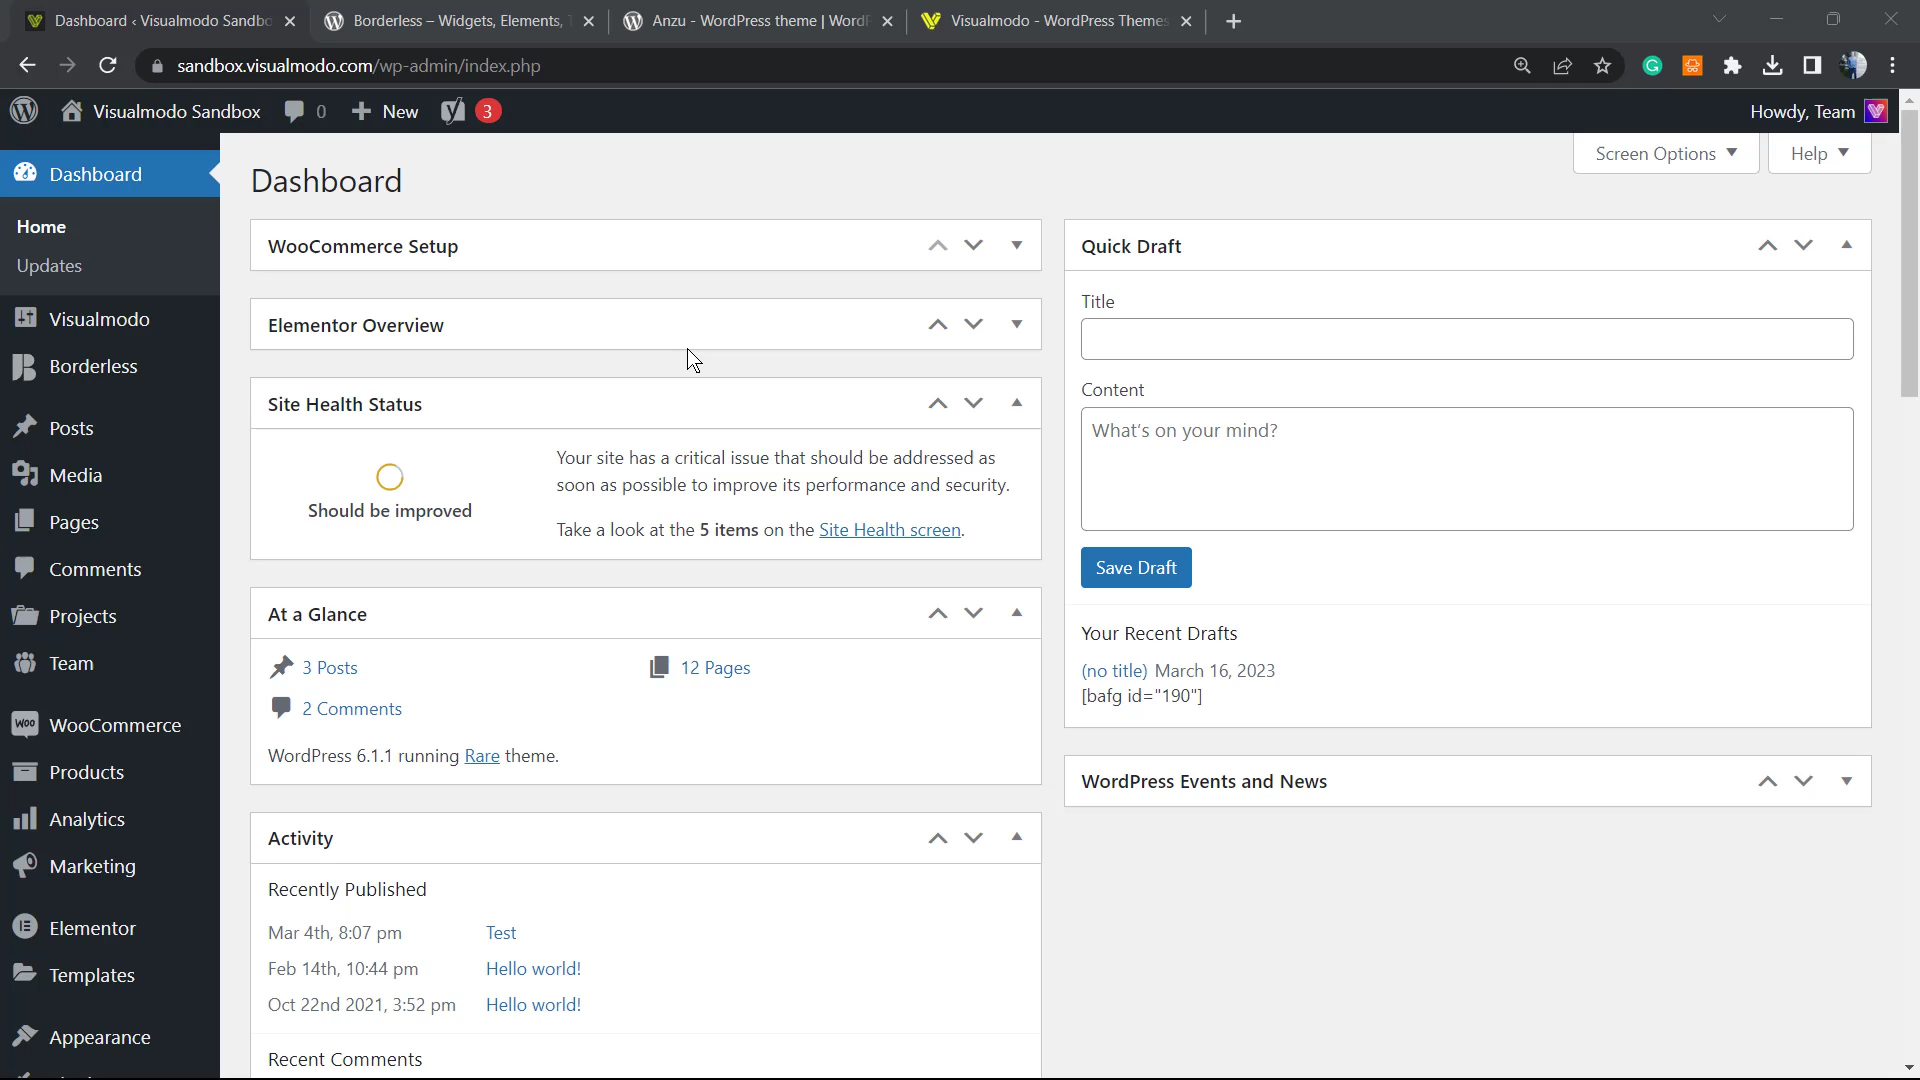 Dashboard ‹ Visualmodo Sandbo
Borderless – Widgets, Elements,
Anzu - WordPress theme | WordP
Visualmodo - WordPress Themes
sandbox.visualmodo.com/wp-admin/index.php
Visualmodo Sandbox
0
New
3
Howdy, Team
Screen Options
Help
Dashboard
Home
Updates
Visualmodo
Borderless
Posts
Media
Pages
Comments
Projects
Team
WOO
WooCommerce
Products
Analytics
Marketing
Elementor
Templates
Appearance
Dashboard
WooCommerce Setup
Elementor Overview
Site Health Status
Should be improved
Your site has a critical issue that should be addressed as
soon as possible to improve its performance and security.
Take a look at the 5 items on the Site Health screen.
At a Glance
3 Posts
12 Pages
2 Comments
WordPress 6.1.1 running Rare theme.
Activity
Recently Published
Mar 4th, 8:07 pm Test
Feb 14th, 10:44 pm Hello world!
Oct 22nd 2021, 3:52 pm Hello world!
Recent Comments
Quick Draft
Title
Content
What's on your mind?
Save Draft
Your Recent Drafts
(no title) March 16, 2023
[bafg id="190"]
WordPress Events and News